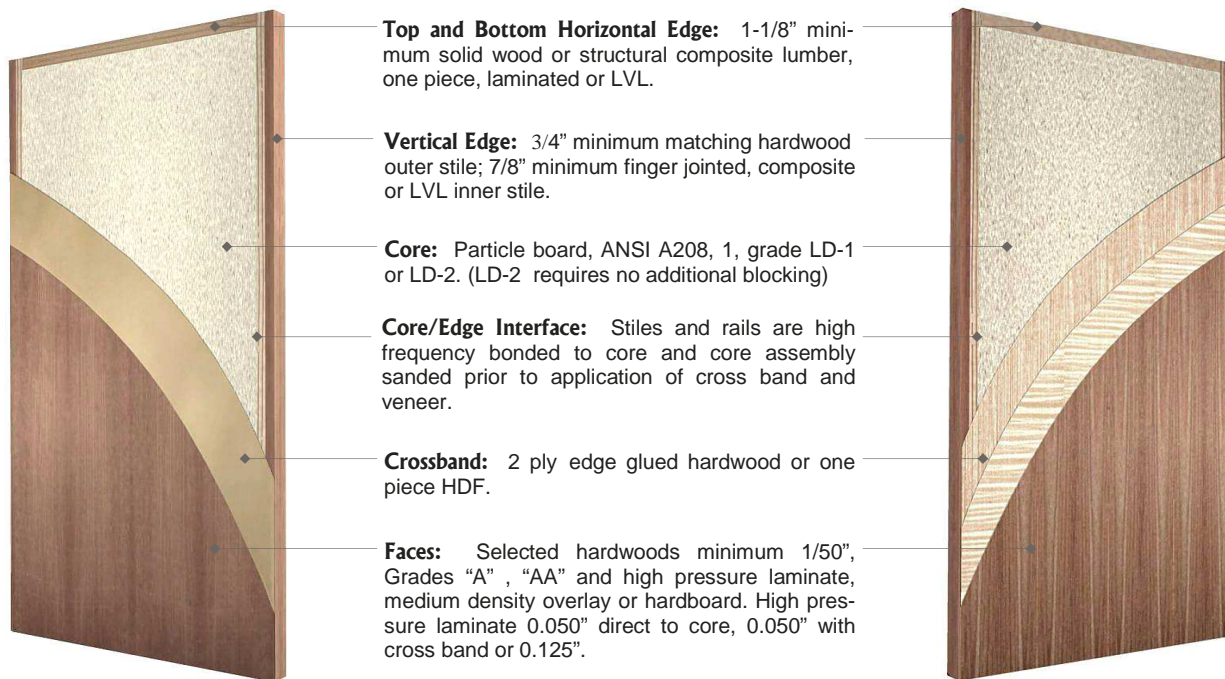 Top and Bottom Horizontal Edge: 1-1/8” mini-
mum solid wood or structural composite lumber,
one piece, laminated or LVL.
Vertical Edge: 3/4” minimum matching hardwood
outer stile; 7/8” minimum finger jointed, composite
or LVL inner stile.
Core: Particle board, ANSI A208, 1, grade LD-1
or LD-2. (LD-2 requires no additional blocking)
Core/Edge Interface: Stiles and rails are high
frequency bonded to core and core assembly
sanded prior to application of cross band and
veneer.
Crossband: 2 ply edge glued hardwood or one
piece HDF.
Faces: Selected hardwoods minimum 1/50”,
Grades “A” , “AA” and high pressure laminate,
medium density overlay or hardboard. High pres-
sure laminate 0.050” direct to core, 0.050” with
cross band or 0.125”.